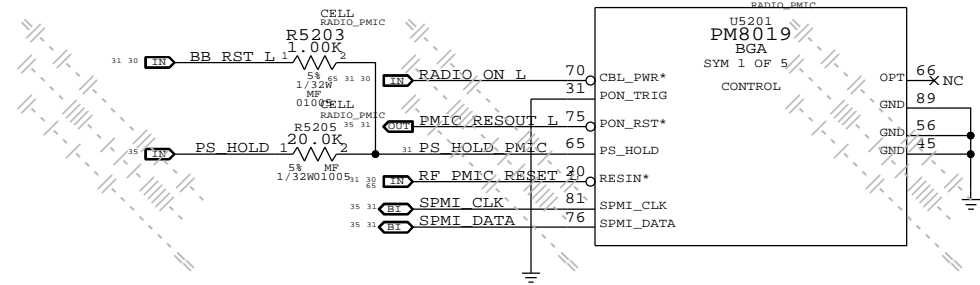 CELL
RADIO_PMIC
R5203
1.00K
31 30 IN BB_RST_L 1 2
5%
1/32W
MF
01005
CELL
RADIO_PMIC
R5205
20.0K
35 IN PS_HOLD 1 2
5% MF
1/32W 01005
65 31 30 IN RADIO_ON_L 70 CBL_PWR*
31 PON_TRIG
35 31 OUT PMIC_RESOUT_L 75 PON_RST*
31 PS_HOLD_PMIC 65 PS_HOLD
31 30
65 IN RF_PMIC_RESET_L 20 RESIN*
35 31 BI SPMI_CLK 81 SPMI_CLK
35 31 BI SPMI_DATA 76 SPMI_DATA
RADIO_PMIC
U5201
PM8019
BGA
SYM 1 OF 5
CONTROL
OPT 66 NC
GND 89
GND 56
GND 45